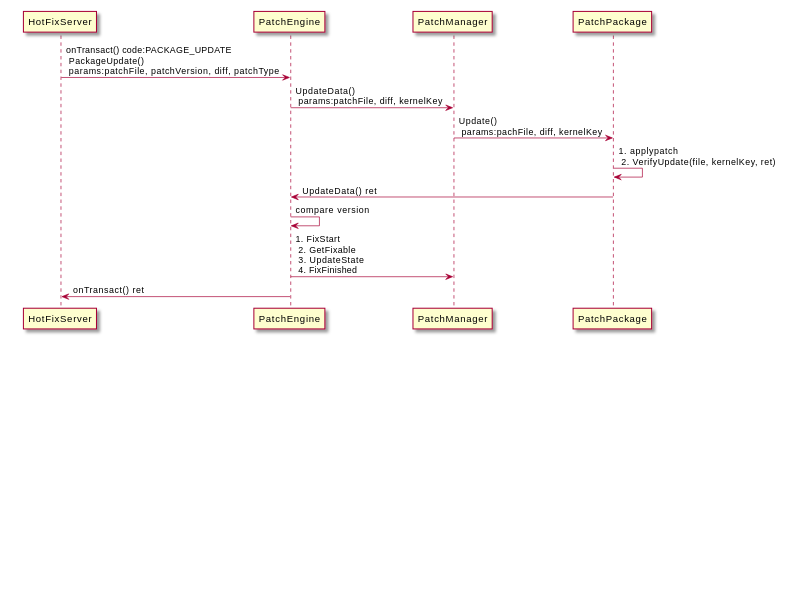 HotFixServer PatchEngine PatchManager PatchPackage
onTransact() code:PACKAGE_UPDATE
PackageUpdate()
params:patchFile, patchVersion, diff, patchType
UpdateData()
params:patchFile, diff, kernelKey
Update()
params:pachFile, diff, kernelKey
1. applypatch
2. VerifyUpdate(file, kernelKey, ret)
UpdateData() ret
compare version
1. FixStart
2. GetFixable
3. UpdateState
4. FixFinished
onTransact() ret
HotFixServer PatchEngine PatchManager PatchPackage